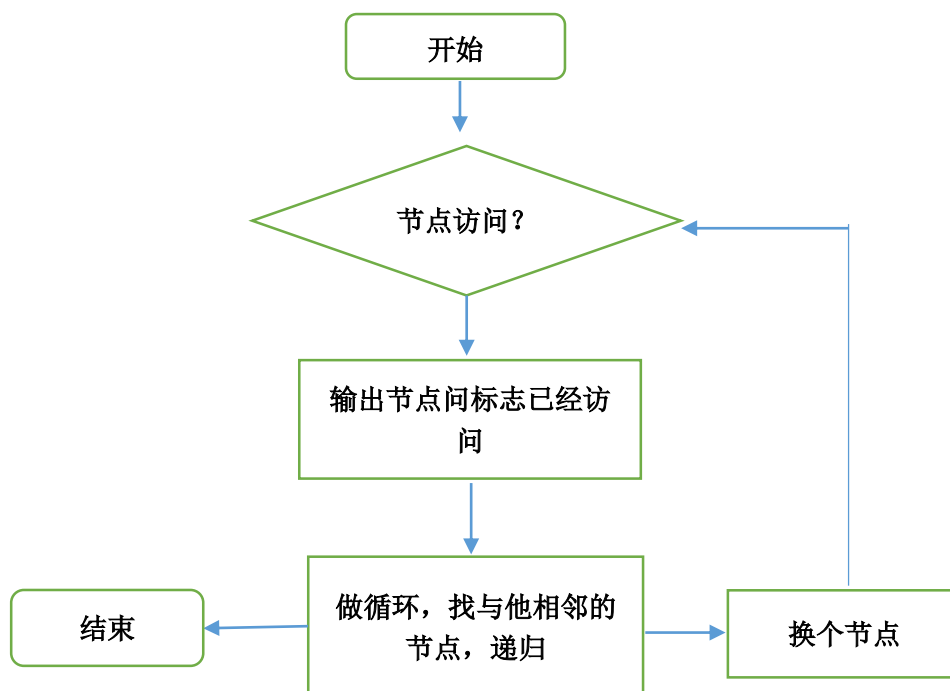 开始
节点访问？
输出节点问标志已经访
问
做循环，找与他相邻的
节点，递归
结束
换个节点